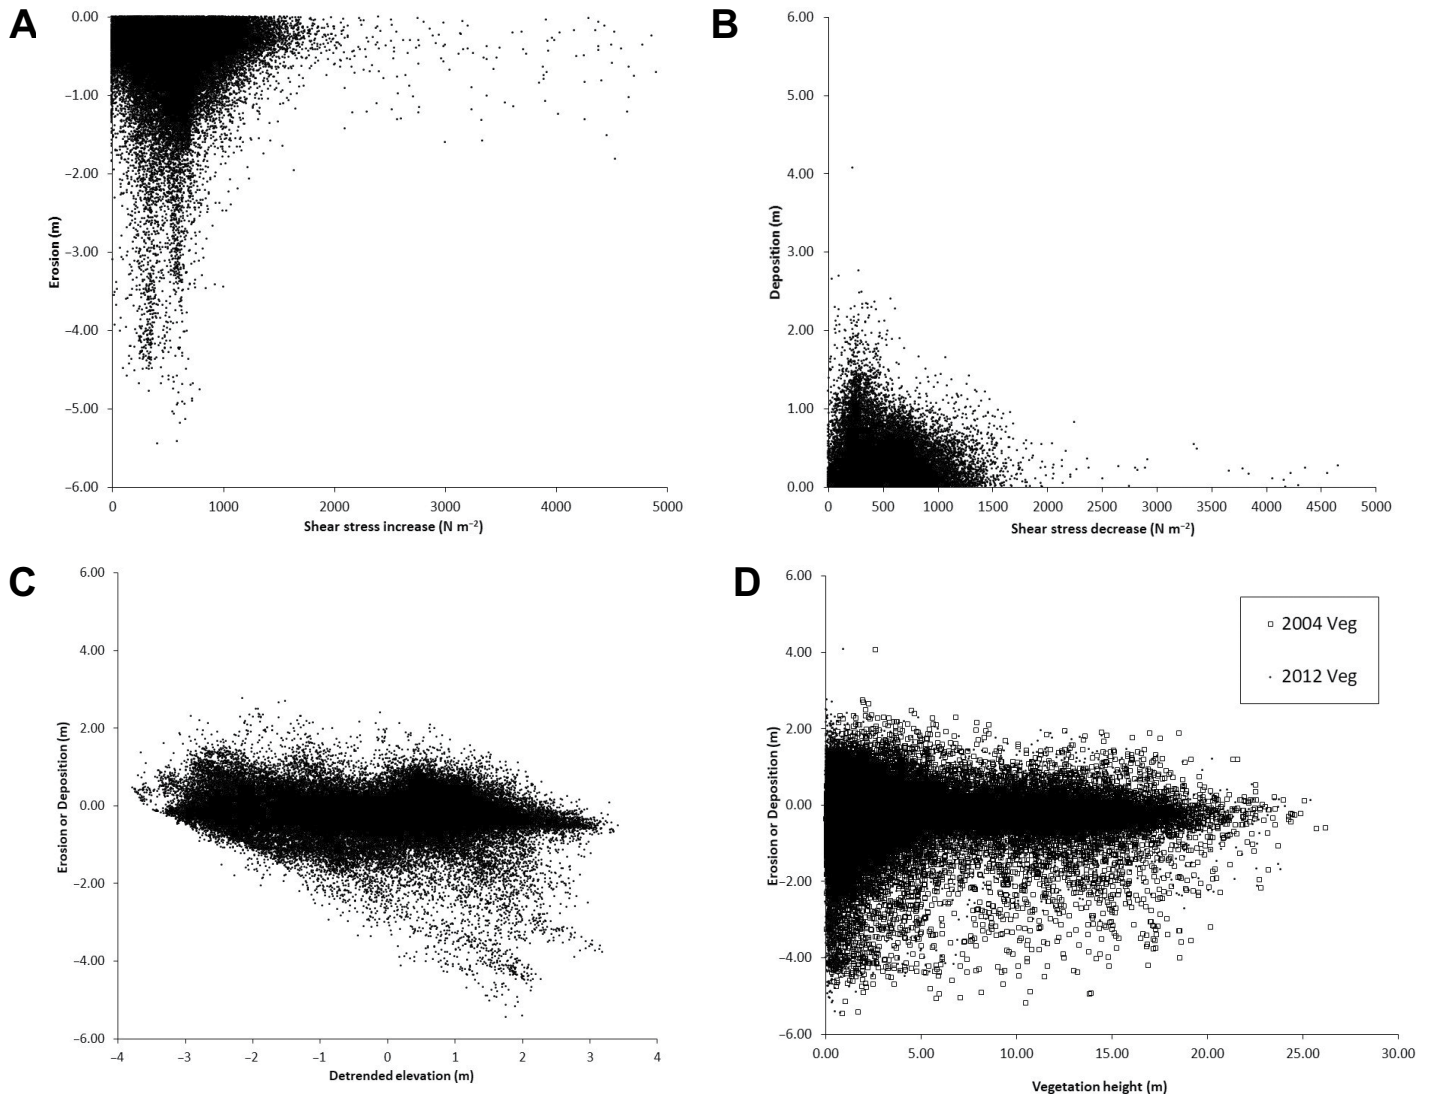 A
0.00
–1.00
–2.00
–3.00
–4.00
–5.00
–6.00
Erosion (m)
0 1000 2000 3000 4000 5000
Shear stress increase (N m⁻²)
B
6.00
5.00
4.00
3.00
2.00
1.00
0.00
Deposition (m)
0 500 1000 1500 2000 2500 3000 3500 4000 4500 5000
Shear stress decrease (N m⁻²)
C
6.00
4.00
2.00
0.00
–2.00
–4.00
–6.00
Erosion or Deposition (m)
–4 –3 –2 –1 0 1 2 3 4
Detrended elevation (m)
D
6.00
4.00
2.00
0.00
–2.00
–4.00
–6.00
Erosion or Deposition (m)
2004 Veg
2012 Veg
0.00 5.00 10.00 15.00 20.00 25.00 30.00
Vegetation height (m)